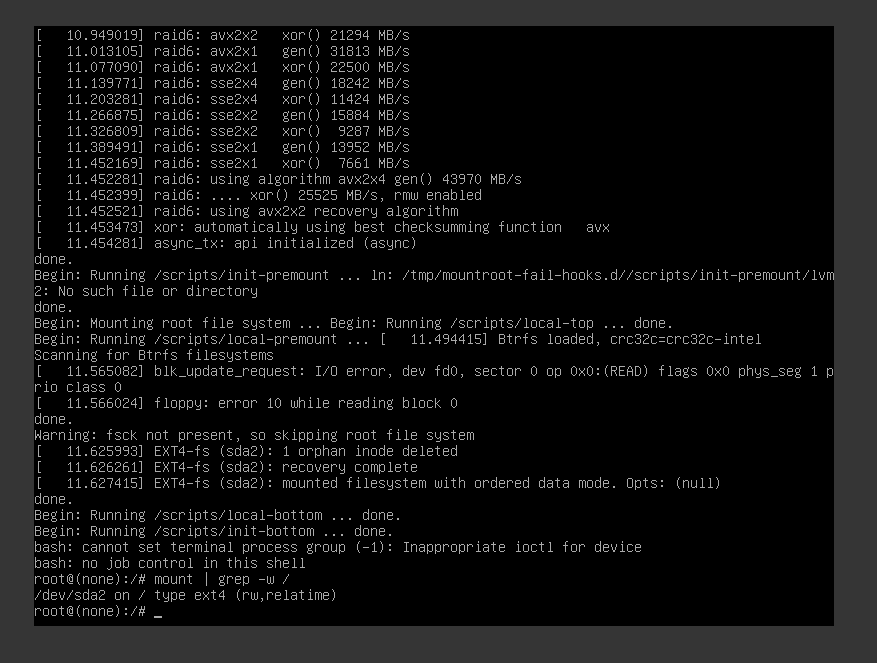 [   10.949019] raid6: avx2x2   xor() 21294 MB/s
[   11.013105] raid6: avx2x1   gen() 31813 MB/s
[   11.077090] raid6: avx2x1   xor() 22500 MB/s
[   11.139771] raid6: sse2x4   gen() 18242 MB/s
[   11.203281] raid6: sse2x4   xor() 11424 MB/s
[   11.266875] raid6: sse2x2   gen() 15884 MB/s
[   11.326809] raid6: sse2x2   xor()  9287 MB/s
[   11.389491] raid6: sse2x1   gen() 13952 MB/s
[   11.452169] raid6: sse2x1   xor()  7661 MB/s
[   11.452281] raid6: using algorithm avx2x4 gen() 43970 MB/s
[   11.452399] raid6: .... xor() 25525 MB/s, rmw enabled
[   11.452521] raid6: using avx2x2 recovery algorithm
[   11.453473] xor: automatically using best checksumming function   avx
[   11.454281] async_tx: api initialized (async)
done.
Begin: Running /scripts/init-premount ... ln: /tmp/mountroot-fail-hooks.d//scripts/init-premount/lvm
2: No such file or directory
done.
Begin: Mounting root file system ... Begin: Running /scripts/local-top ... done.
Begin: Running /scripts/local-premount ... [   11.494415] Btrfs loaded, crc32c=crc32c-intel
Scanning for Btrfs filesystems
[   11.565082] blk_update_request: I/O error, dev fd0, sector 0 op 0x0:(READ) flags 0x0 phys_seg 1 p
rio class 0
[   11.566024] floppy: error 10 while reading block 0
done.
Warning: fsck not present, so skipping root file system
[   11.625993] EXT4-fs (sda2): 1 orphan inode deleted
[   11.626261] EXT4-fs (sda2): recovery complete
[   11.627415] EXT4-fs (sda2): mounted filesystem with ordered data mode. Opts: (null)
done.
Begin: Running /scripts/local-bottom ... done.
Begin: Running /scripts/init-bottom ... done.
bash: cannot set terminal process group (-1): Inappropriate ioctl for device
bash: no job control in this shell
root@(none):/# mount | grep -w /
/dev/sda2 on / type ext4 (rw,relatime)
root@(none):/# _